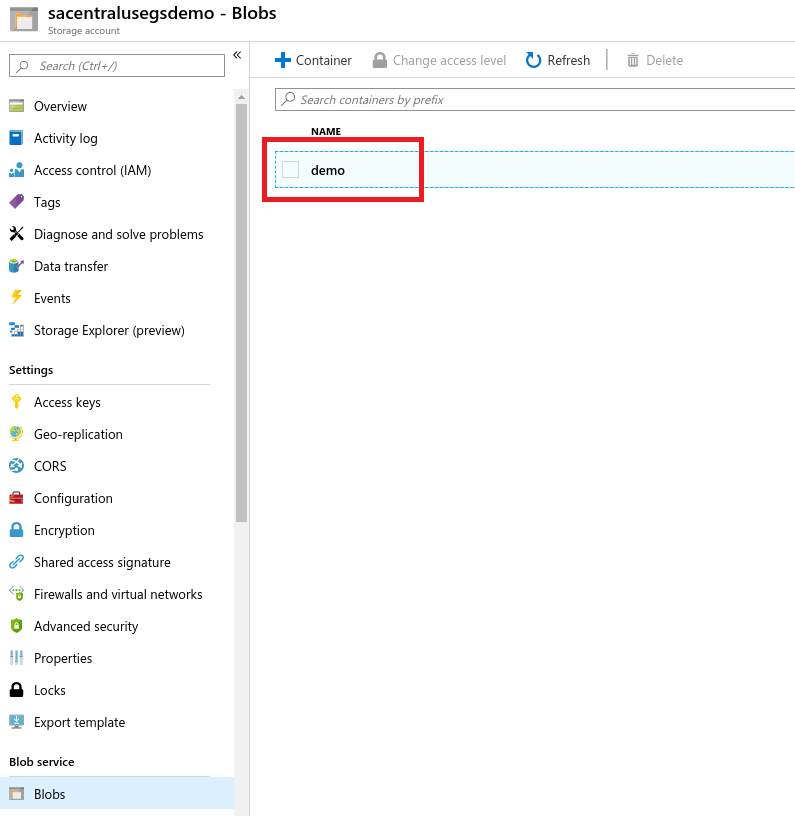 sacentralusegsdemo - Blobs
Storage account
Search (Ctrl+/)
«
Overview
Activity log
Access control (IAM)
Tags
Diagnose and solve problems
Data transfer
Events
Storage Explorer (preview)
Settings
Access keys
Geo-replication
CORS
Configuration
Encryption
Shared access signature
Firewalls and virtual networks
Advanced security
Properties
Locks
Export template
Blob service
Blobs
Container Change access level Refresh Delete
Search containers by prefix
NAME
demo